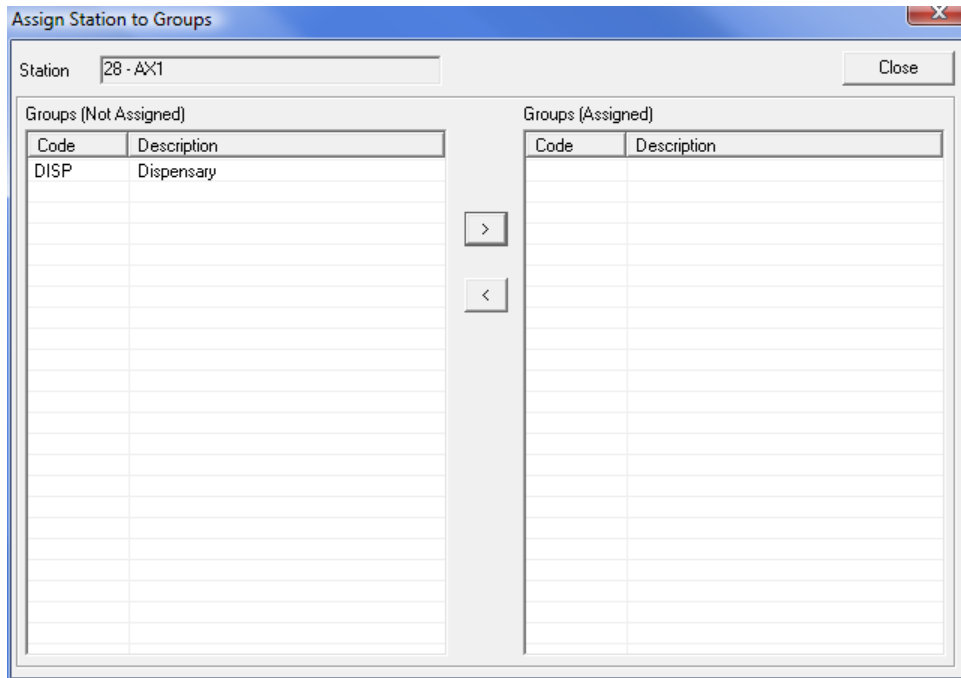 Assign Station to Groups
Station 28 - AX1 Close
Groups (Not Assigned) Groups (Assigned)
Code Description Code Description
DISP Dispensary
>
<